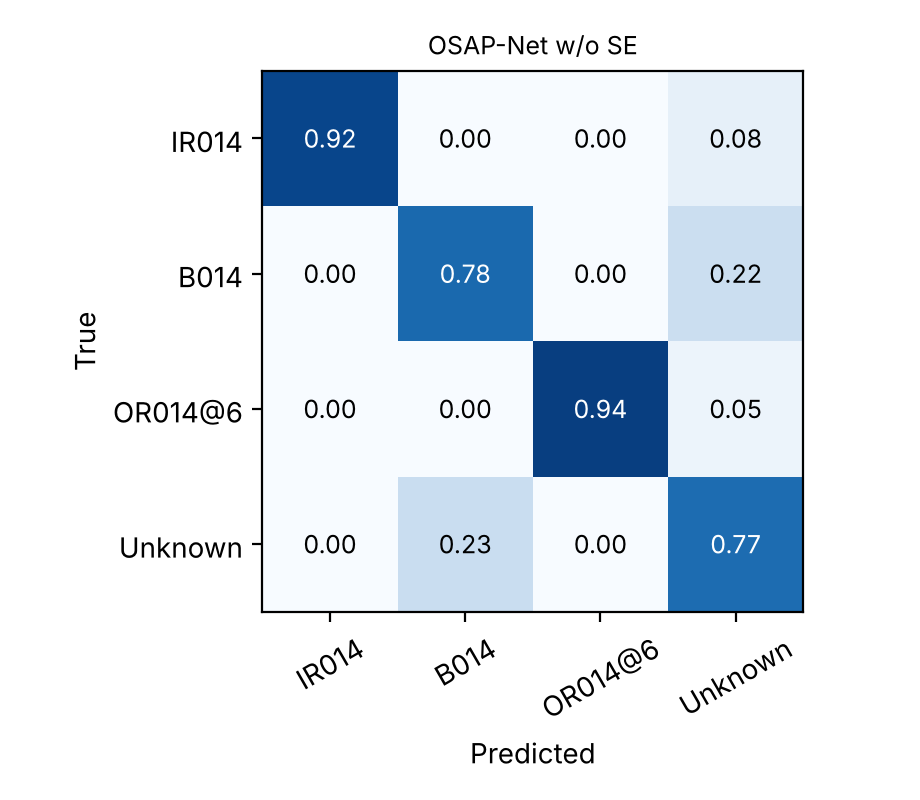 OSAP-Net w/o SE
IR014 0.92 0.00 0.00 0.08
B014 0.00 0.78 0.00 0.22
True
OR014@6 0.00 0.00 0.94 0.05
Unknown 0.00 0.23 0.00 0.77
IR014 B014 OR014@6 Unknown
Predicted